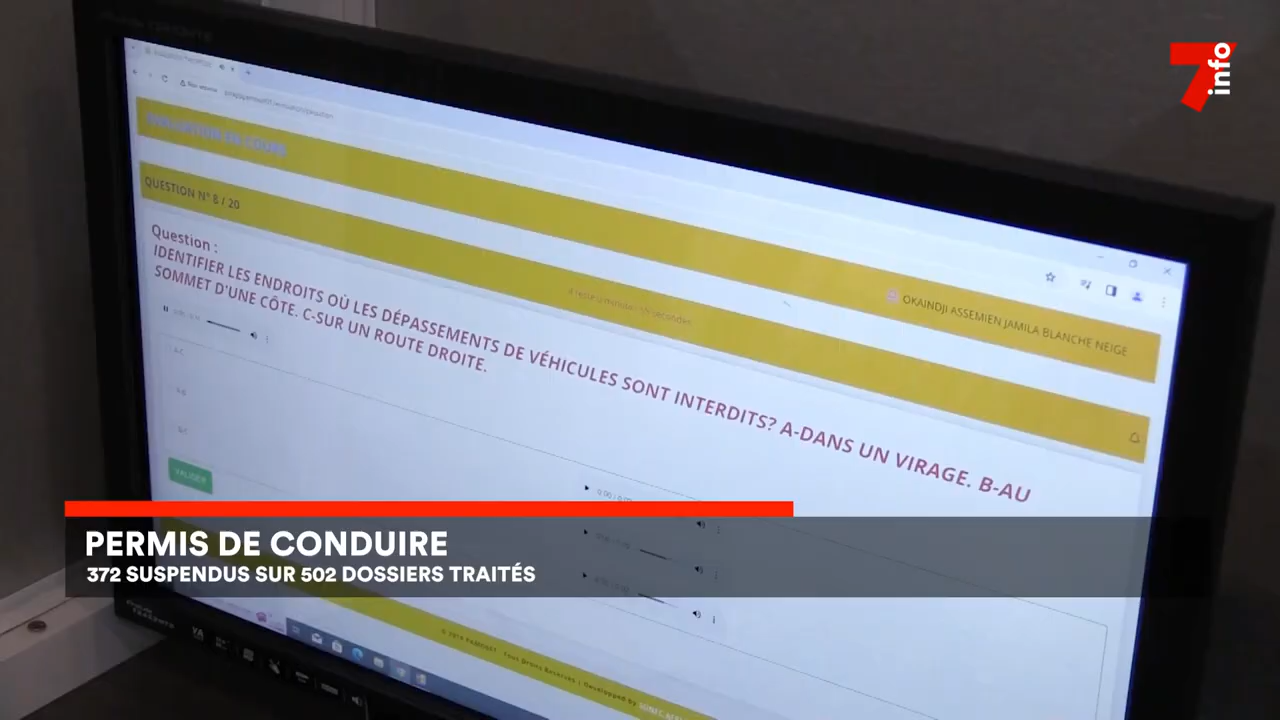 7info
ÉVALUATION EN COURS
OKAINDJI ASSEMIEN JAMILA BLANCHE NEIGE
QUESTION N° 8 / 20
Question :
IDENTIFIER LES ENDROITS OÙ LES DÉPASSEMENTS DE VÉHICULES SONT INTERDITS? A-DANS UN VIRAGE. B-AU
SOMMET D'UNE CÔTE. C-SUR UN ROUTE DROITE.
VALIDER
PERMIS DE CONDUIRE
372 SUSPENDUS SUR 502 DOSSIERS TRAITÉS